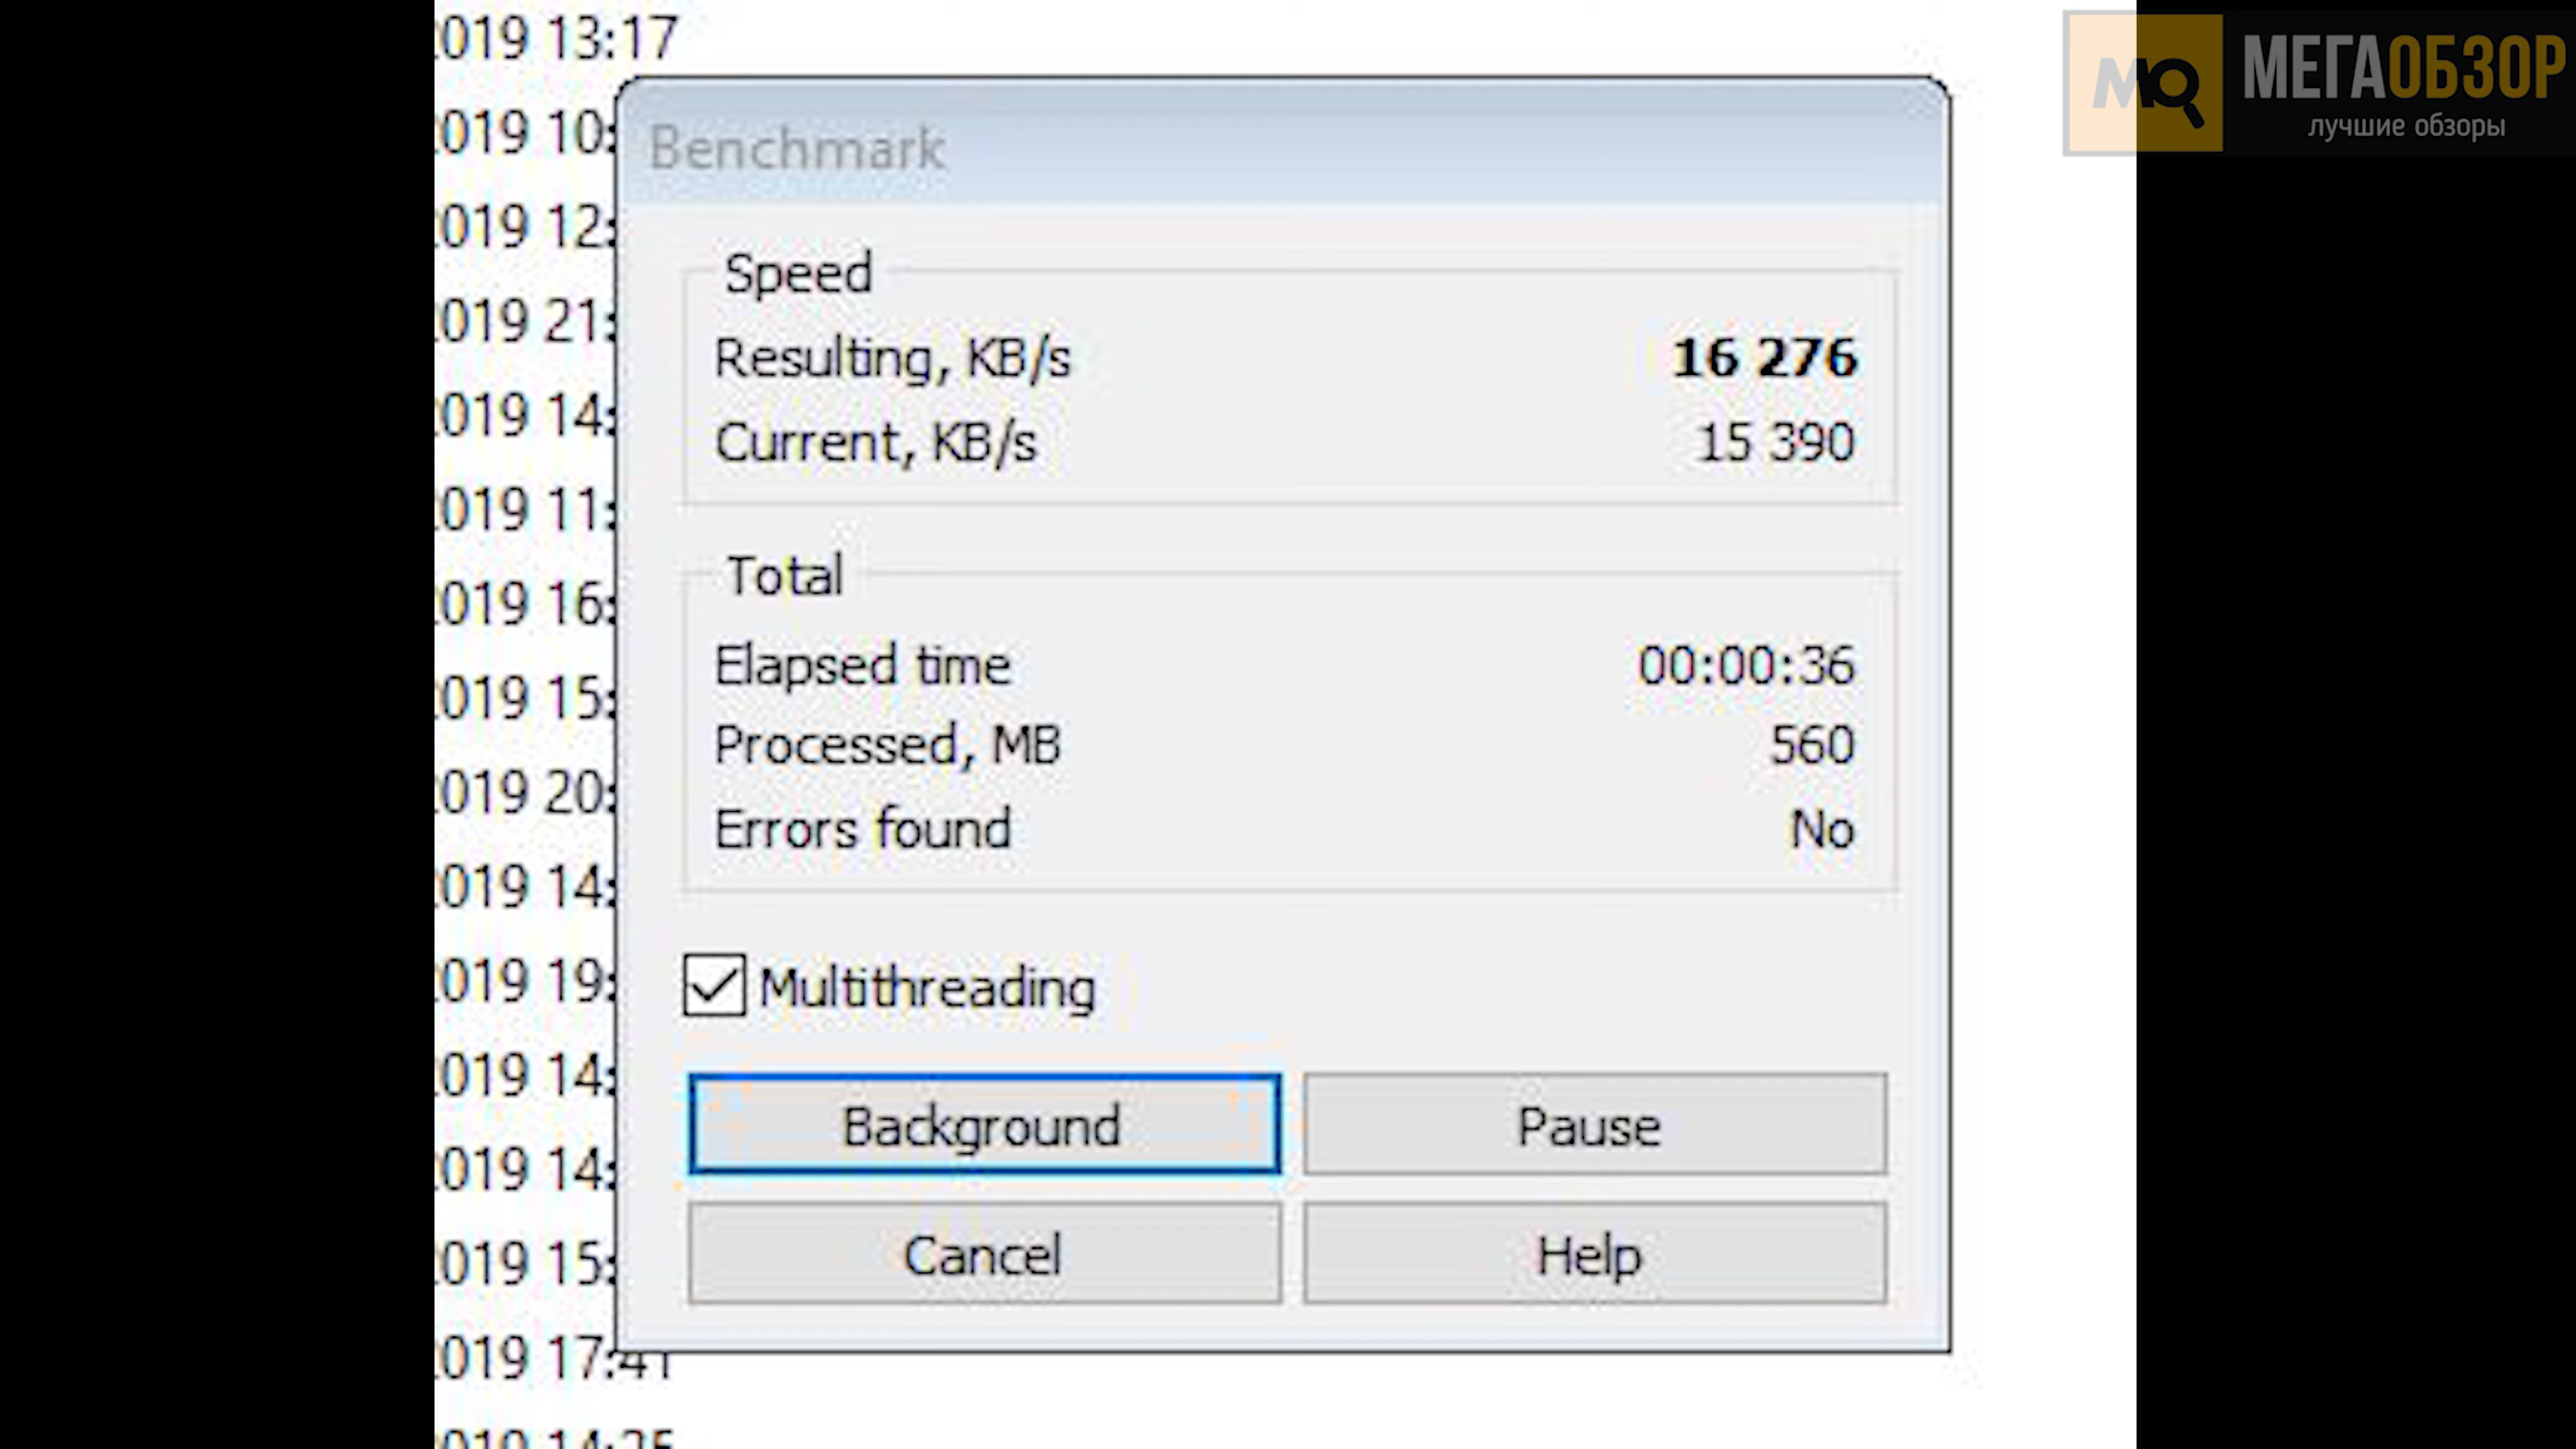 019 13:17
019 10:
019 12:
019 21:
019 14:
019 11:
019 16:
019 15:
019 20:
019 14:
019 19:
019 14:
019 14:
019 15:
019 17:41
Benchmark
Speed
Resulting, KB/s 16 276
Current, KB/s 15 390
Total
Elapsed time 00:00:36
Processed, MB 560
Errors found No
Multithreading
Background Pause
Cancel Help
МЕГАОБЗОР
лучшие обзоры